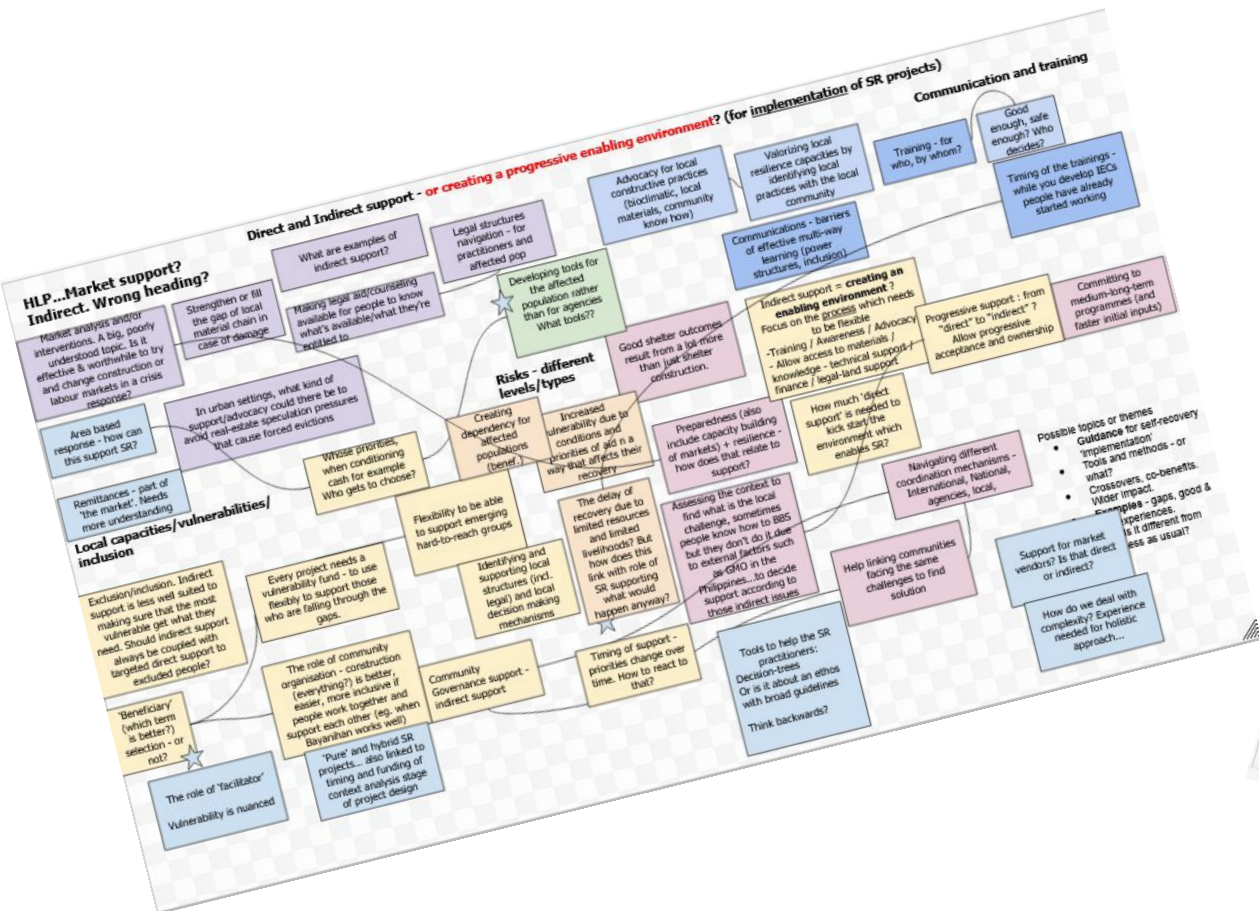 Direct and Indirect support - or creating a progressive enabling environment? (for implementation of SR projects)
Communication and training
HLP...Market support?
Indirect. Wrong heading?
Market analysis and/or
interventions. A big, poorly
understood topic. Is it
effective & worthwhile to try
and change construction or
labour markets in a crisis
response?
Strengthen or fill
the gap of local
material chain in
case of damage
What are examples of
indirect support?
Making legal aid/counseling
available for people to know
what's available/what they're
entitled to
Legal structures
navigation - for
practitioners and
affected pop
Developing tools for
the affected
population rather
than for agencies
What tools??
Advocacy for local
constructive practices
(bioclimatic, local
materials, community
know how)
Valorizing local
resilience capacities by
identifying local
practices with the local
community
Training - for
who, by whom?
Good
enough, safe
enough? Who
decides?
Timing of the trainings -
while you develop IECs
people have already
started working
Communications - barriers
of effective multi-way
learning (power
structures, inclusion)
Area based
response - how can
this support SR?
In urban settings, what kind of
support/advocacy could there be to
avoid real-estate speculation pressures
that cause forced evictions
Remittances - part of
'the market'. Needs
more understanding
Whose priorities,
when conditioning
cash for example
Who gets to choose?
Risks - different
levels/types
Creating
dependency for
affected
populations
(benef.)
Increased
vulnerability due to
conditions and
priorities of aid n a
way that affects their
recovery
The delay of
recovery due to
limited resources
and limited
livelihoods? But
how does this
link with role of
SR supporting
what would
happen anyway?
Good shelter outcomes
result from a lot more
than just shelter
construction.
Indirect support = creating an
enabling environment ?
Focus on the process which needs
to be flexible
-Training / Awareness / Advocacy
- Allow access to materials /
knowledge - technical support /
finance / legal-land support
Progressive support : from
"direct" to "indirect" ?
Allow progressive
acceptance and ownership
Committing to
medium-long-term
programmes (and
faster initial inputs)
Preparedness (also
include capacity building
of markets) + resilience -
how does that relate to
support?
How much 'direct
support' is needed to
kick start the
environment which
enables SR?
Assessing the context to
find what is the local
challenge, sometimes
people know how to BBS
but they don't do it due
to external factors such
as GMO in the
Philippines...to decide
support according to
those indirect issues
Navigating different
coordination mechanisms -
International, National,
agencies, local,
Help linking communities
facing the same
challenges to find
solution
Possible topics or themes
• Guidance for self-recovery
'implementation'
• Tools and methods - or
what?
• Crossovers, co-benefits.
Wider impact.
• Examples - gaps, good &
experiences.
is it different from
as usual?
Support for market
vendors? Is that direct
or indirect?
How do we deal with
complexity? Experience
needed for holistic
approach...
Local capacities/vulnerabilities/
inclusion
Exclusion/inclusion. Indirect
support is less well suited to
making sure that the most
vulnerable get what they
need. Should indirect support
always be coupled with
targeted direct support to
excluded people?
Every project needs a
vulnerability fund - to use
flexibly to support those
who are falling through the
gaps.
Flexibility to be able
to support emerging
hard-to-reach groups
Identifying and
supporting local
structures (incl.
legal) and local
decision making
mechanisms
The role of community
organisation - construction
(everything?) is better,
easier, more inclusive if
people work together and
support each other (eg. when
Bayanihan works well)
Community
Governance support -
indirect support
Timing of support -
priorities change over
time. How to react to
that?
Tools to help the SR
practitioners:
Decision-trees
Or is it about an ethos
with broad guidelines
Think backwards?
'Beneficiary'
(which term
is better?)
selection - or
not?
The role of 'facilitator'
Vulnerability is nuanced
'Pure' and hybrid SR
projects... also linked to
timing and funding of
context analysis stage
of project design